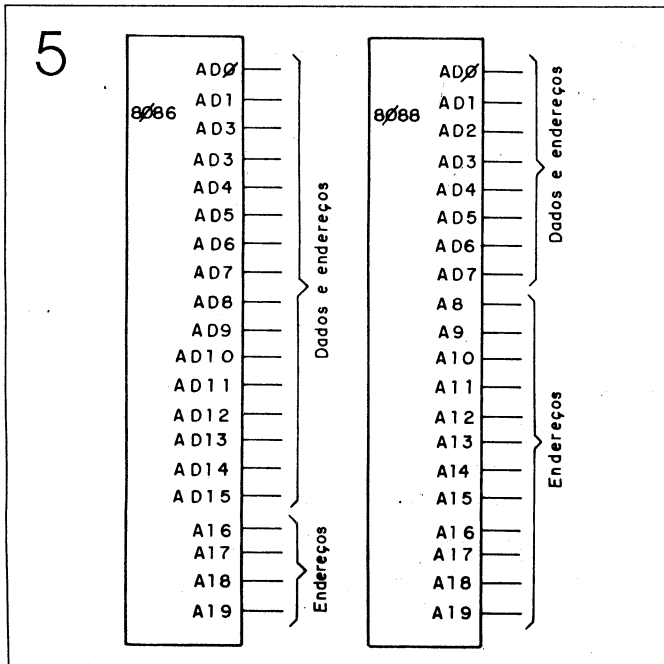 5
8Ø86
ADØ
AD1
AD3
AD3
AD4
AD5
AD6
AD7
AD8
AD9
AD10
AD11
AD12
AD13
AD14
AD15
A16
A17
A18
A19
Dados e endereços
Endereços
8Ø88
ADØ
AD1
AD2
AD3
AD4
AD5
AD6
AD7
A8
A9
A10
A11
A12
A13
A14
A15
A16
A17
A18
A19
Dados e endereços
Endereços